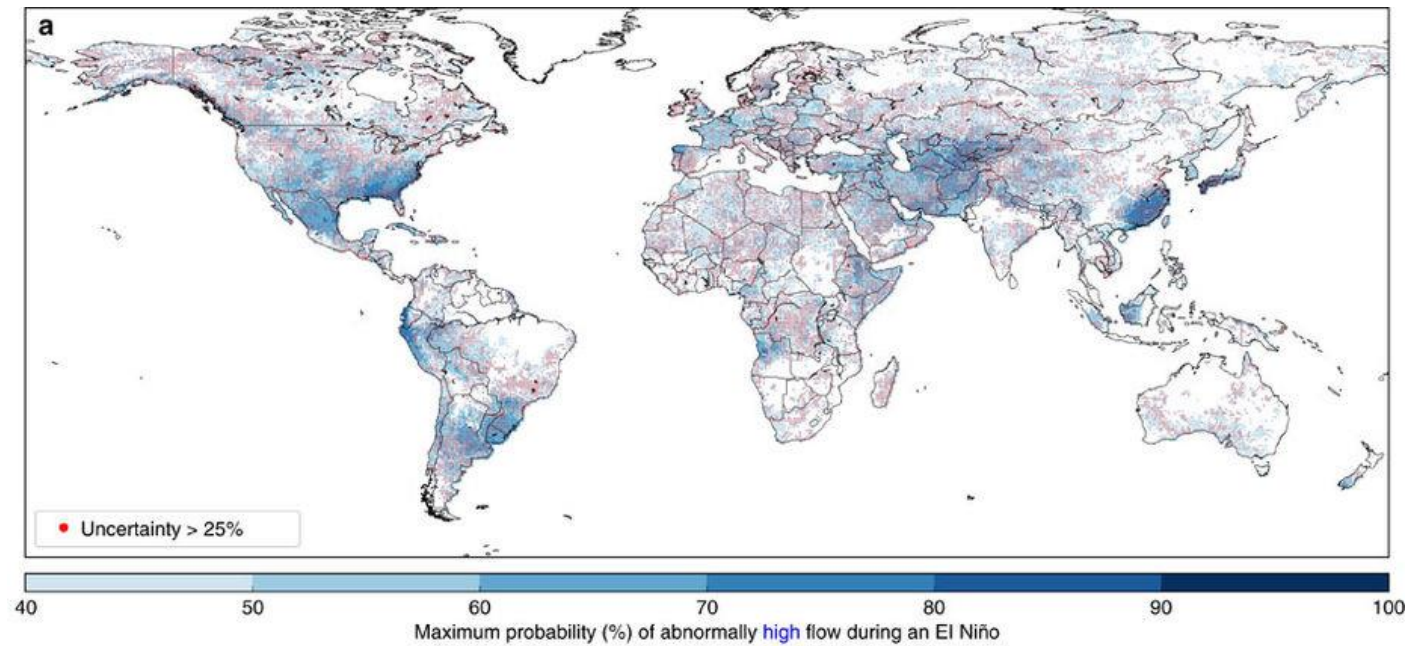 a
Uncertainty > 25%
40 50 60 70 80 90 100
Maximum probability (%) of abnormally high flow during an El Niño